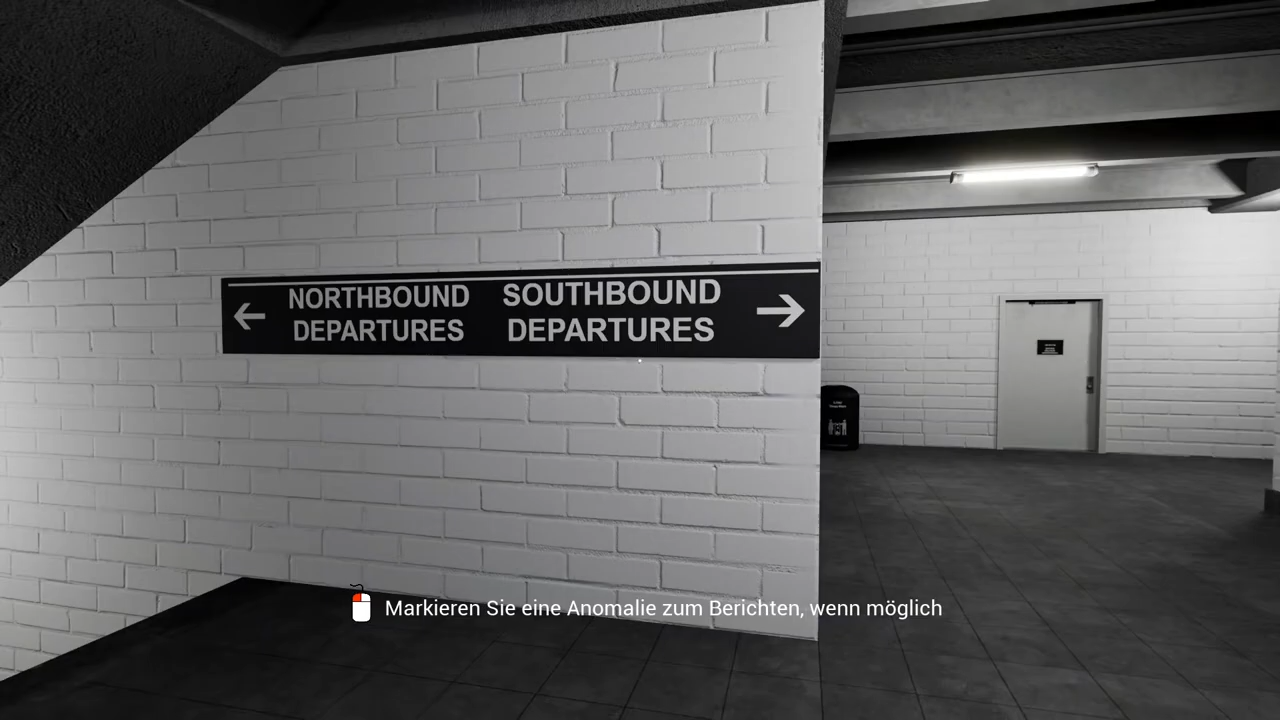 NORTHBOUND SOUTHBOUND
DEPARTURES DEPARTURES
Markieren Sie eine Anomalie zum Berichten, wenn möglich